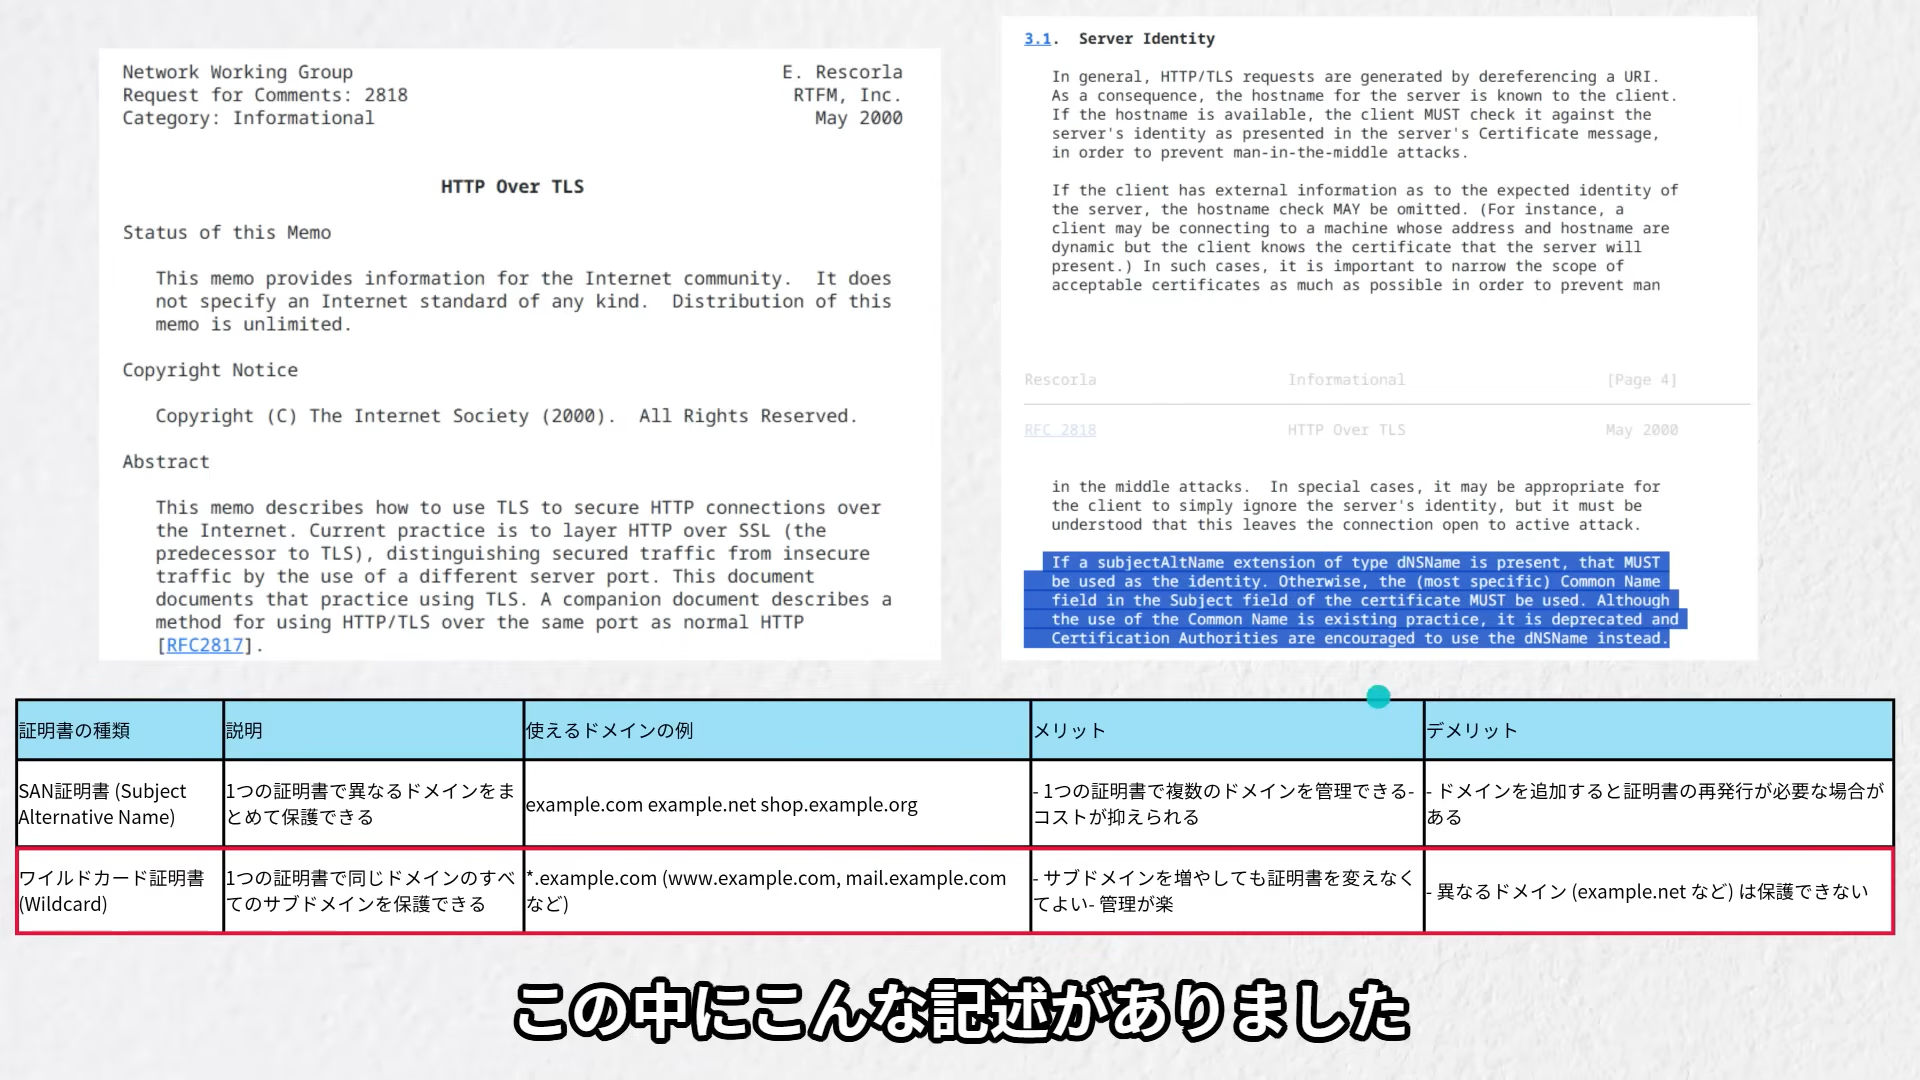 Network Working Group E. Rescorla
Request for Comments: 2818 RTFM, Inc.
Category: Informational May 2000
HTTP Over TLS
Status of this Memo
This memo provides information for the Internet community. It does
not specify an Internet standard of any kind. Distribution of this
memo is unlimited.
Copyright Notice
Copyright (C) The Internet Society (2000). All Rights Reserved.
Abstract
This memo describes how to use TLS to secure HTTP connections over
the Internet. Current practice is to layer HTTP over SSL (the
predecessor to TLS), distinguishing secured traffic from insecure
traffic by the use of a different server port. This document
documents that practice using TLS. A companion document describes a
method for using HTTP/TLS over the same port as normal HTTP
[RFC2817].
3.1. Server Identity
In general, HTTP/TLS requests are generated by dereferencing a URI.
As a consequence, the hostname for the server is known to the client.
If the hostname is available, the client MUST check it against the
server's identity as presented in the server's Certificate message,
in order to prevent man-in-the-middle attacks.
If the client has external information as to the expected identity of
the server, the hostname check MAY be omitted. (For instance, a
client may be connecting to a machine whose address and hostname are
dynamic but the client knows the certificate that the server will
present.) In such cases, it is important to narrow the scope of
acceptable certificates as much as possible in order to prevent man
Rescorla Informational [Page 4]
RFC 2818 HTTP Over TLS May 2000
in the middle attacks. In special cases, it may be appropriate for
the client to simply ignore the server's identity, but it must be
understood that this leaves the connection open to active attack.
If a subjectAltName extension of type dNSName is present, that MUST
be used as the identity. Otherwise, the (most specific) Common Name
field in the Subject field of the certificate MUST be used. Although
the use of the Common Name is existing practice, it is deprecated and
Certification Authorities are encouraged to use the dNSName instead.
証明書の種類 説明 使えるドメインの例 メリット デメリット
SAN証明書 (Subject
Alternative Name)
1つの証明書で異なるドメインをま
とめて保護できる
example.com example.net shop.example.org
- 1つの証明書で複数のドメインを管理できる-
コストが抑えられる
- ドメインを追加すると証明書の再発行が必要な場合が
ある
ワイルドカード証明書
(Wildcard)
1つの証明書で同じドメインのすべ
てのサブドメインを保護できる
*.example.com (www.example.com, mail.example.com
など)
- サブドメインを増やしても証明書を変えなく
てよい- 管理が楽
- 異なるドメイン (example.net など) は保護できない
この中にこんな記述がありました